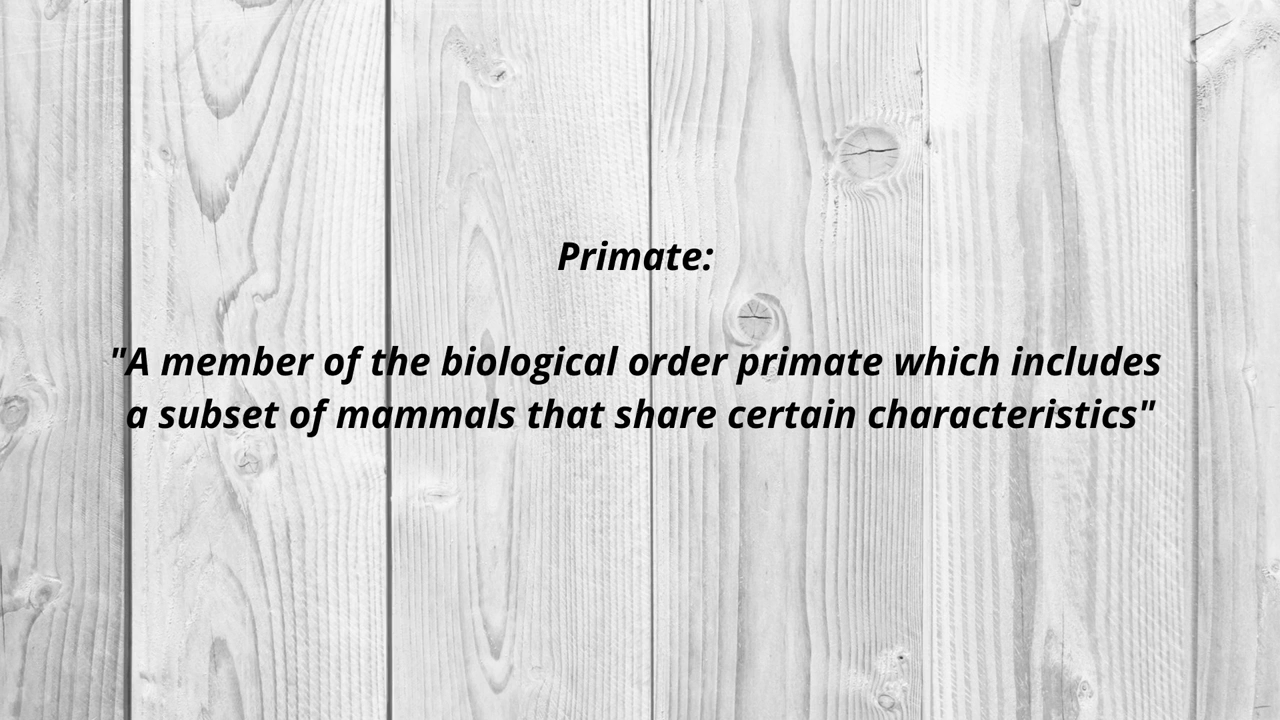 Primate:
"A member of the biological order primate which includes
a subset of mammals that share certain characteristics"